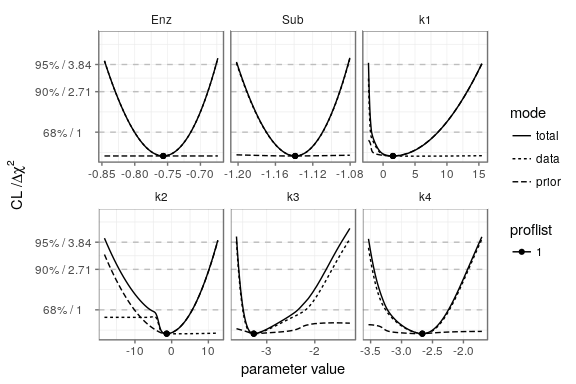 Enz Sub k1
95% / 3.84
90% / 2.71
68% / 1
-0.85 -0.80 -0.75 -0.70 -1.20 -1.16 -1.12 -1.08 0 5 10 15
k2 k3 k4
95% / 3.84
90% / 2.71
68% / 1
-10 0 10 -3 -2 -3.5 -3.0 -2.5 -2.0
parameter value
CL /Δχ²
mode
total
data
prior
proflist
1